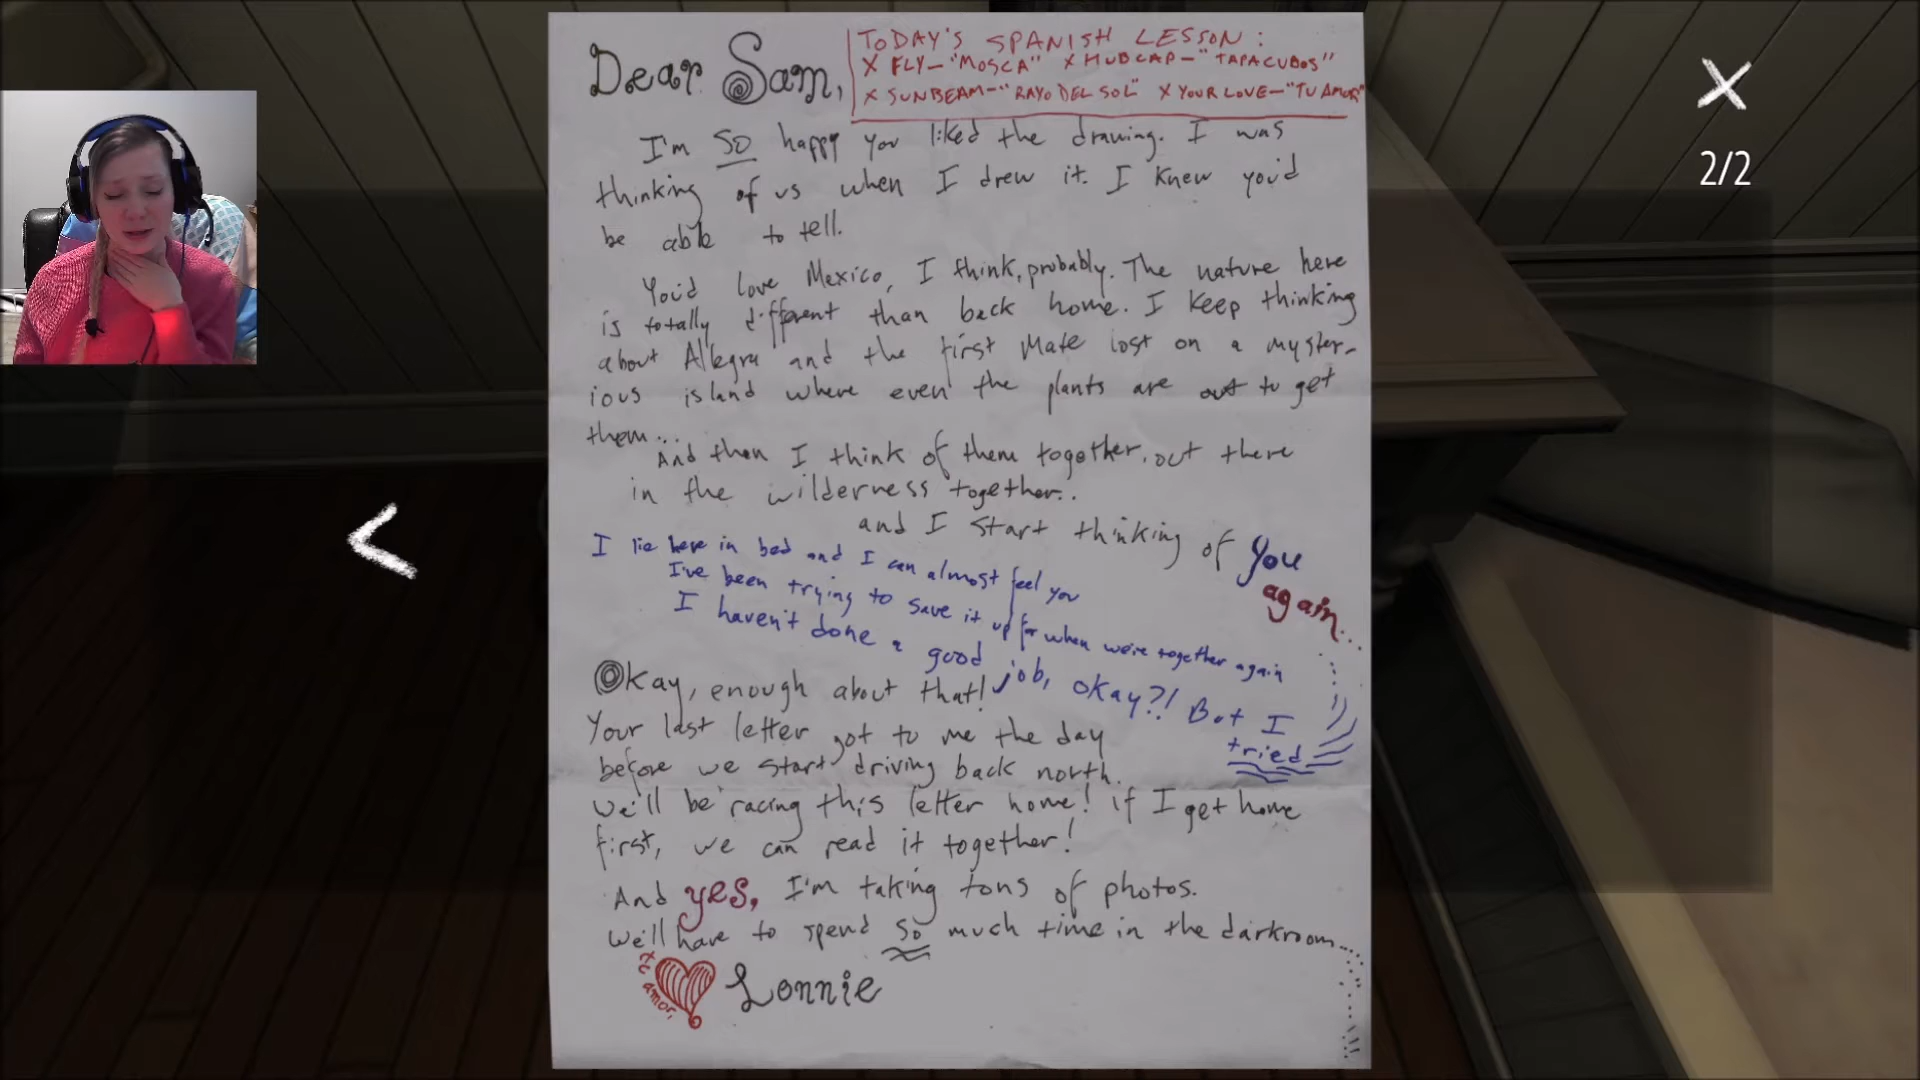 Dear Sam,
TODAY'S SPANISH LESSON:
X FLY-"MOSCA" X HUBCAP-"TAPACUBOS"
X SUNBEAM-"RAYO DEL SOL" X YOUR LOVE-"TU AMOR"
I'm SO happy you liked the drawing. I was
thinking of us when I drew it. I knew you'd
be able to tell.
You'd love Mexico, I think, probably. The nature here
is totally different than back home. I keep thinking
about Allegra and the first Mate lost on a myster-
ious island where even the plants are out to get
them...
And then I think of them together, out there
in the wilderness together..
and I start thinking of you
again...
I lie here in bed and I can almost feel you
I've been trying to save it up for when we're together again
I haven't done a good job, okay?! But I
tried
Okay, enough about that!
Your last letter got to me the day
before we start driving back north.
We'll be racing this letter home! if I get home
first, we can read it together!
And yes, I'm taking tons of photos.
We'll have to spend so much time in the darkroom...
te amor,
Lonnie
2/2